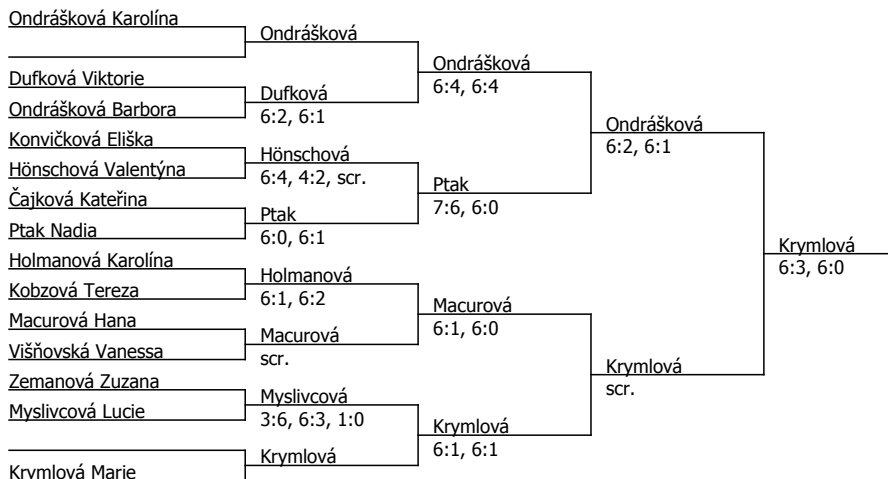 Ondrášková Karolína
Ondrášková
Ondrášková
6:4, 6:4
Dufková Viktorie
Dufková
6:2, 6:1
Ondrášková Barbora
Ondrášková
6:2, 6:1
Konvičková Eliška
Hönschová
6:4, 4:2, scr.
Hönschová Valentýna
Ptak
7:6, 6:0
Čajková Kateřina
Ptak
6:0, 6:1
Ptak Nadia
Krymlová
6:3, 6:0
Holmanová Karolína
Holmanová
6:1, 6:2
Kobzová Tereza
Macurová
6:1, 6:0
Macurová Hana
Macurová
scr.
Višňovská Vanessa
Krymlová
scr.
Zemanová Zuzana
Myslivcová
3:6, 6:3, 1:0
Myslivcová Lucie
Krymlová
6:1, 6:1
Krymlová
Krymlová Marie